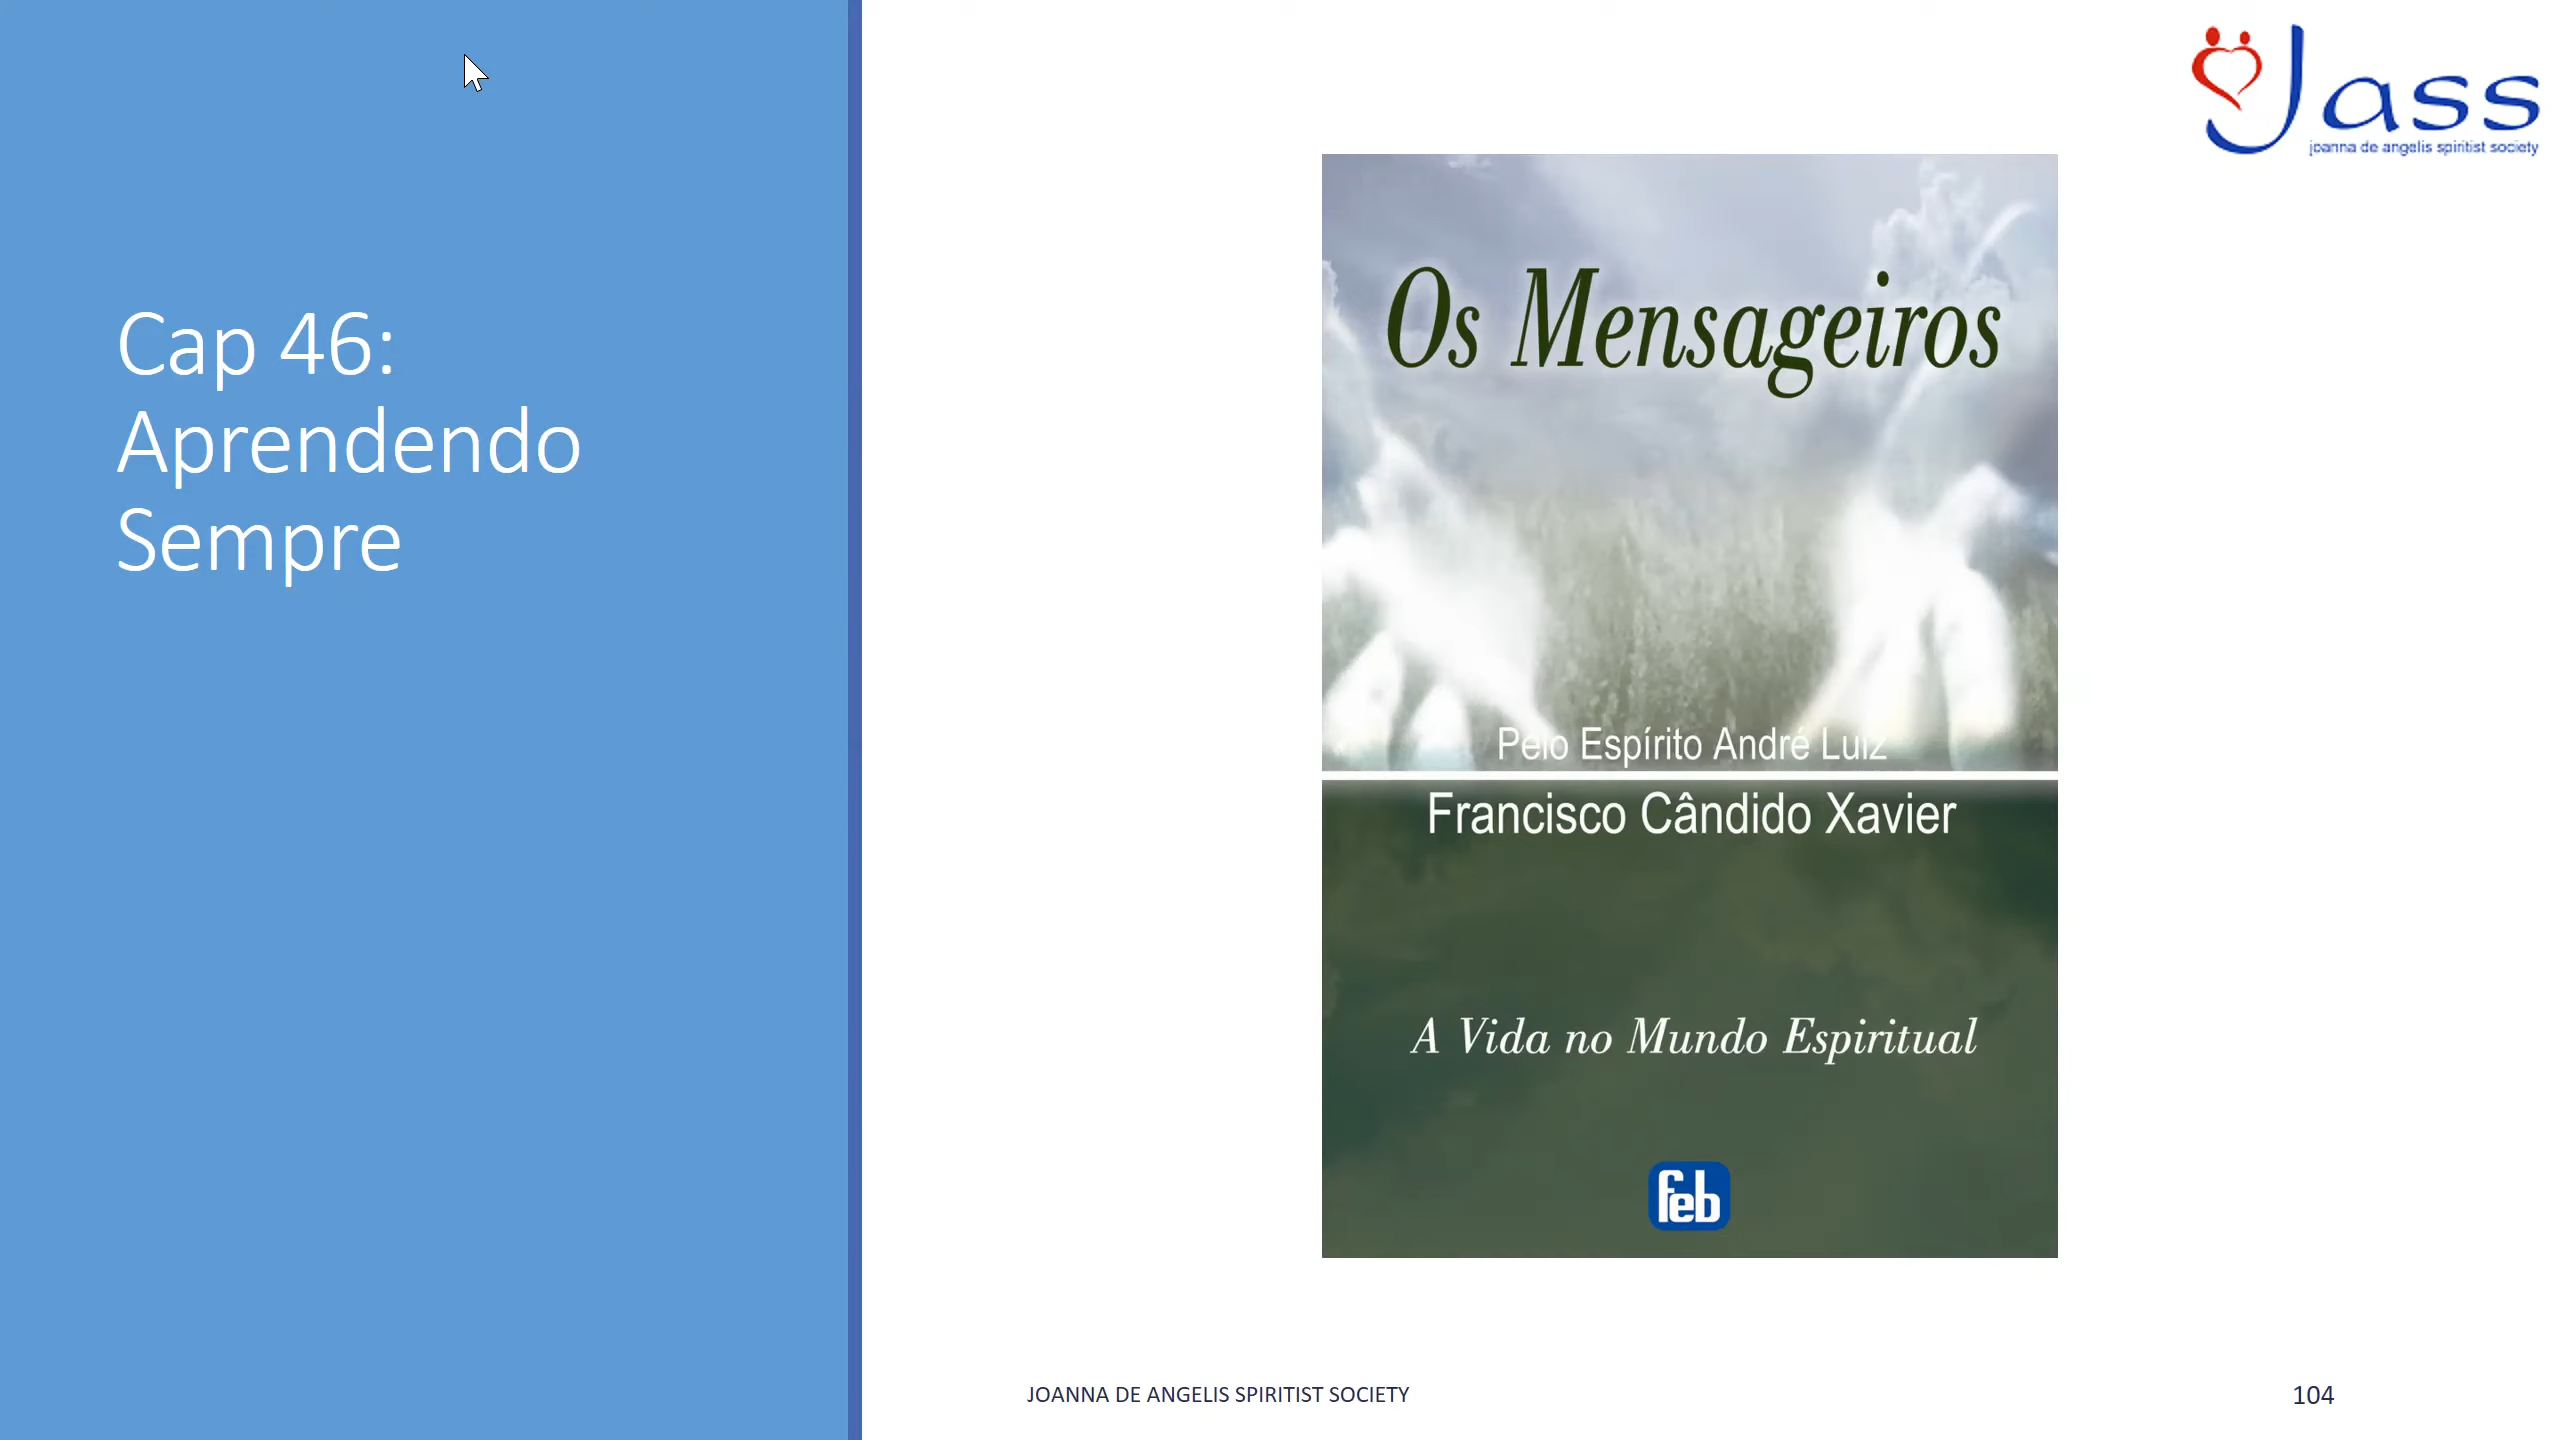 Cap 46:
Aprendendo
Sempre
Jass
joanna de angelis spiritist society
Os Mensageiros
Pelo Espírito André Luiz
Francisco Cândido Xavier
A Vida no Mundo Espiritual
feb
JOANNA DE ANGELIS SPIRITIST SOCIETY
104